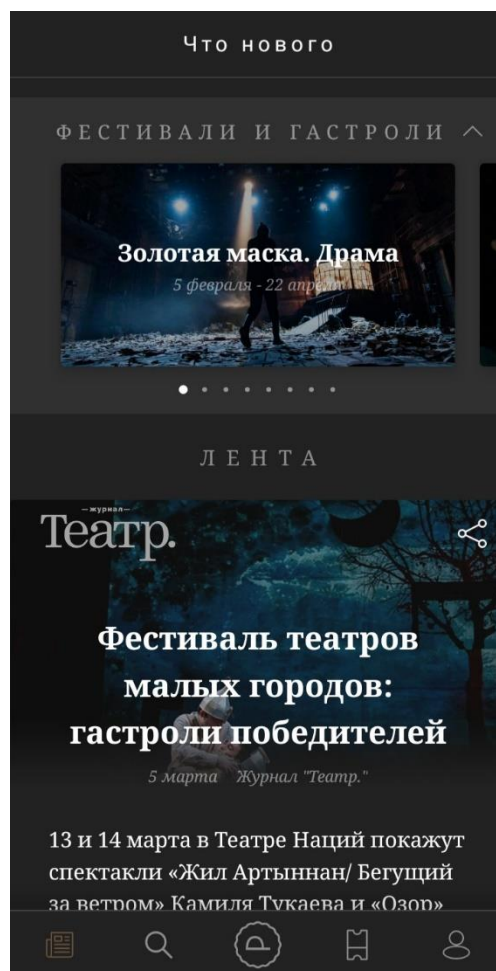 Что нового
ФЕСТИВАЛИ И ГАСТРОЛИ
Золотая маска. Драма
5 февраля - 22 апреля
ЛЕНТА
–журнал–
Театр.
Фестиваль театров
малых городов:
гастроли победителей
5 марта Журнал "Театр."
13 и 14 марта в Театре Наций покажут
спектакли «Жил Артыннан/ Бегущий
за ветром» Камиля Тукаева и «Озор»